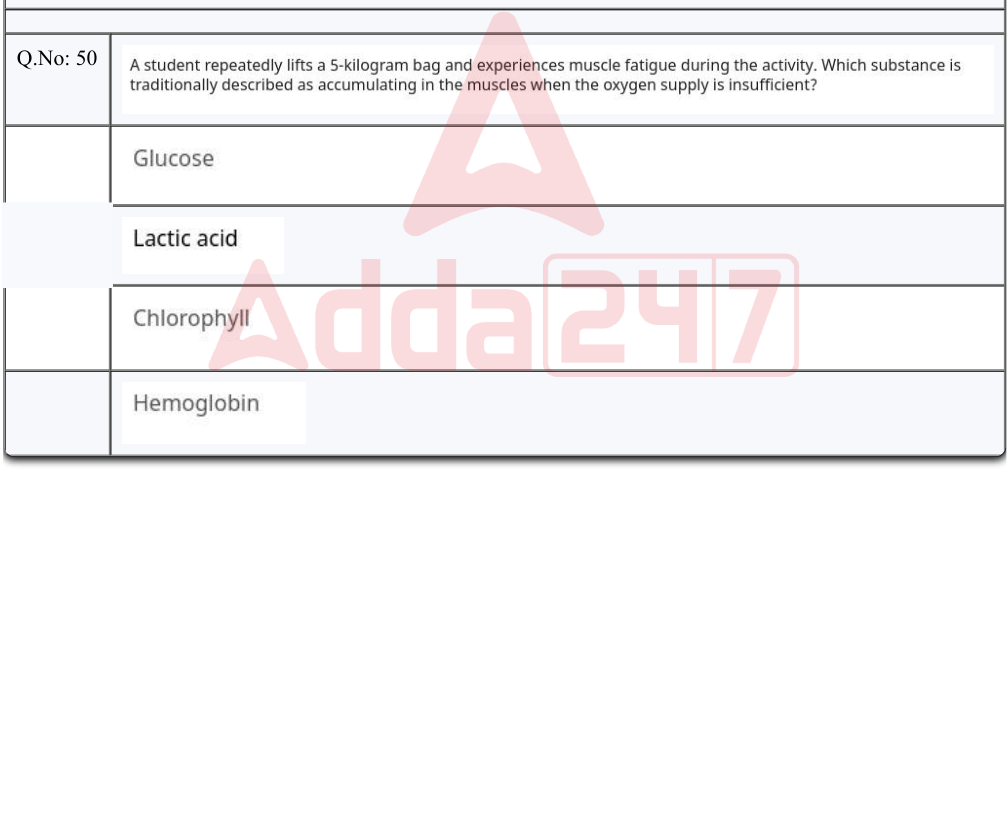 Q.No: 50
A student repeatedly lifts a 5-kilogram bag and experiences muscle fatigue during the activity. Which substance is
traditionally described as accumulating in the muscles when the oxygen supply is insufficient?
Glucose
Lactic acid
Chlorophyll
Hemoglobin
Adda247